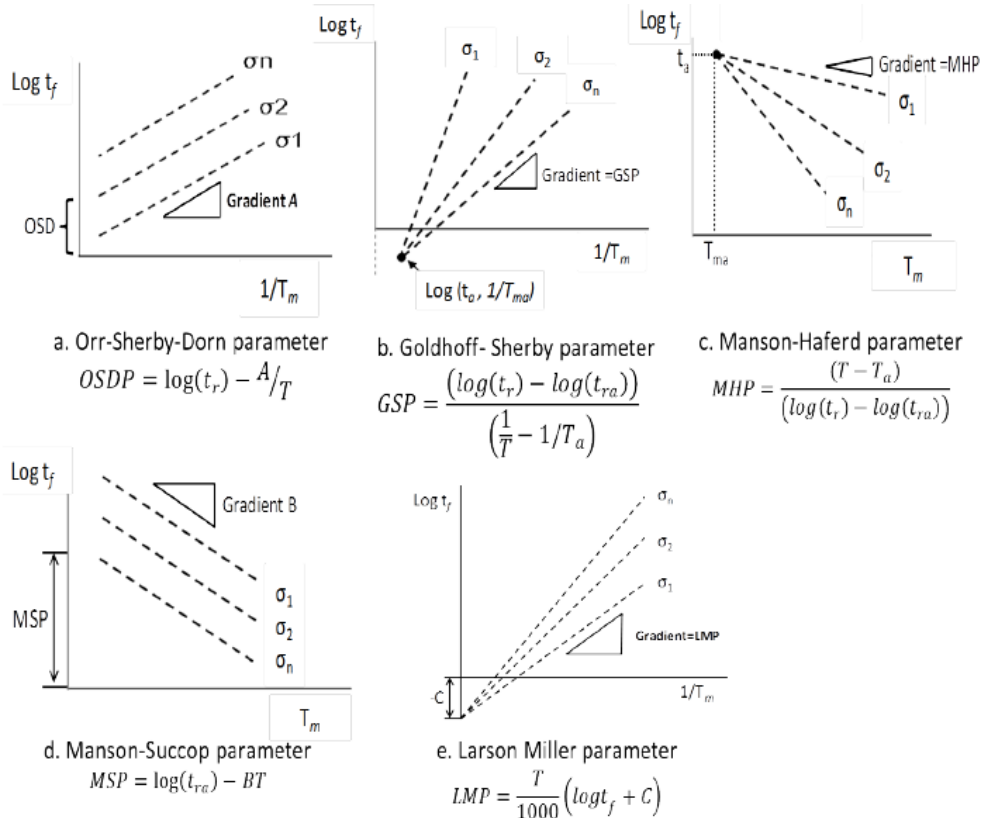 Log t_f
σn
σ2
σ1
Gradient A
OSD
1/T_m
a. Orr-Sherby-Dorn parameter
OSDP = log(t_r) − A/T
Log t_f
σ_1
σ_2
σ_n
Gradient =GSP
1/T_m
Log (t_a , 1/T_ma)
b. Goldhoff- Sherby parameter
GSP = (log(t_r) − log(t_ra)) / (1/T − 1/T_a)
Log t_f
t_a
Gradient =MHP
σ_1
σ_2
σ_n
T_ma
T_m
c. Manson-Haferd parameter
MHP = (T − T_a) / (log(t_r) − log(t_ra))
Log t_f
Gradient B
MSP
σ_1
σ_2
σ_n
T_m
d. Manson-Succop parameter
MSP = log(t_ra) − BT
Log t_f
σ_n
σ_2
σ_1
Gradient=LMP
-C
1/T_m
e. Larson Miller parameter
LMP = T/1000 (logt_f + C)